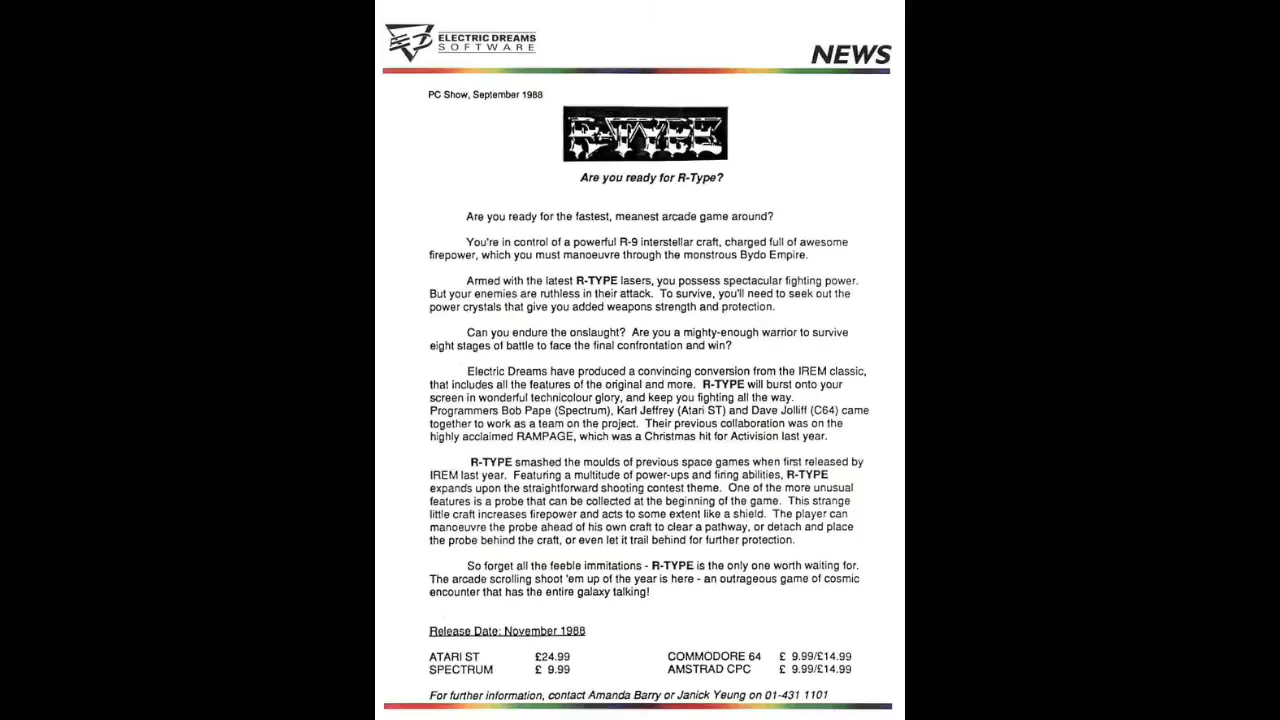 ELECTRIC DREAMS
SOFTWARE
NEWS
PC Show, September 1988
R-TYPE
Are you ready for R-Type?
Are you ready for the fastest, meanest arcade game around?
You're in control of a powerful R-9 interstellar craft, charged full of awesome
firepower, which you must manoeuvre through the monstrous Bydo Empire.
Armed with the latest R-TYPE lasers, you possess spectacular fighting power.
But your enemies are ruthless in their attack. To survive, you'll need to seek out the
power crystals that give you added weapons strength and protection.
Can you endure the onslaught? Are you a mighty-enough warrior to survive
eight stages of battle to face the final confrontation and win?
Electric Dreams have produced a convincing conversion from the IREM classic,
that includes all the features of the original and more. R-TYPE will burst onto your
screen in wonderful technicolour glory, and keep you fighting all the way.
Programmers Bob Pape (Spectrum), Karl Jeffrey (Atari ST) and Dave Jolliff (C64) came
together to work as a team on the project. Their previous collaboration was on the
highly acclaimed RAMPAGE, which was a Christmas hit for Activision last year.
R-TYPE smashed the moulds of previous space games when first released by
IREM last year. Featuring a multitude of power-ups and firing abilities, R-TYPE
expands upon the straightforward shooting contest theme. One of the more unusual
features is a probe that can be collected at the beginning of the game. This strange
little craft increases firepower and acts to some extent like a shield. The player can
manoeuvre the probe ahead of his own craft to clear a pathway, or detach and place
the probe behind the craft, or even let it trail behind for further protection.
So forget all the feeble immitations - R-TYPE is the only one worth waiting for.
The arcade scrolling shoot 'em up of the year is here - an outrageous game of cosmic
encounter that has the entire galaxy talking!
Release Date: November 1988
ATARI ST £24.99 COMMODORE 64 £ 9.99/£14.99
SPECTRUM £ 9.99 AMSTRAD CPC £ 9.99/£14.99
For further information, contact Amanda Barry or Janick Yeung on 01-431 1101